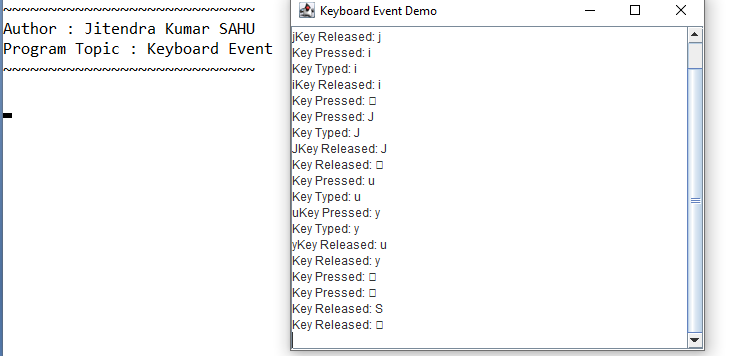 ~~~~~~~~~~~~~~~~~~~~~~~~~~~~
Author : Jitendra Kumar SAHU
Program Topic : Keyboard Event
~~~~~~~~~~~~~~~~~~~~~~~~~~~~
Keyboard Event Demo
jKey Released: j
Key Pressed: i
Key Typed: i
iKey Released: i
Key Pressed: □
Key Pressed: J
Key Typed: J
JKey Released: J
Key Released: □
Key Pressed: u
Key Typed: u
uKey Pressed: y
Key Typed: y
yKey Released: u
Key Released: y
Key Pressed: □
Key Pressed: □
Key Released: S
Key Released: □